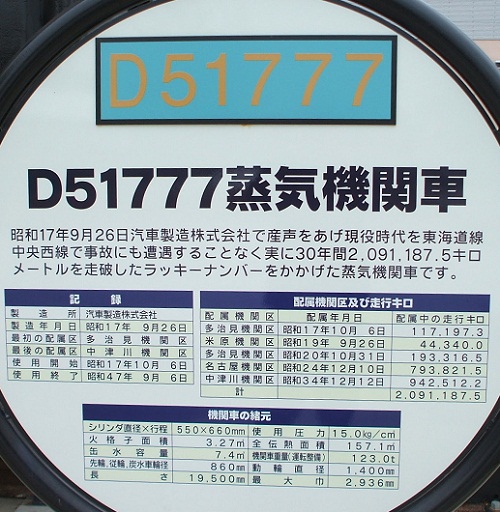 D51777
D51777蒸気機関車
昭和17年9月26日汽車製造株式会社で産声をあげ現役時代を東海道線
中央西線で事故にも遭遇することなく実に30年間2,091,187.5キロ
メートルを走破したラッキーナンバーをかかげた蒸気機関車です。
記録
製造所 汽車製造株式会社
製造年月日 昭和17年 9月26日
最初の配属区 多治見機関区
最後の配属区 中津川機関区
使用開始 昭和17年10月6日
使用終了 昭和47年 9月6日
配属機関区及び走行キロ
配属機関区 配属年月日 配属中の走行キロ
多治見機関区 昭和17年10月 6日 117,197.3
米原機関区 昭和19年 9月26日 44,340.0
多治見機関区 昭和20年10月31日 193,316.5
名古屋機関区 昭和24年12月10日 793,821.5
中津川機関区 昭和34年12月12日 942,512.2
計 2,091,187.5
機関車の緒元
シリンダ直径×行程 550×660mm 使用圧力 15.0kg/cm
火格子面積 3.27㎡ 全伝熱面積 157.1㎡
缶水容量 7.4㎥ 機関車重量(運転整備) 123.0t
先輪、従輪、炭水車輪径 860mm 動輪直径 1,400mm
長さ 19,500mm 最大巾 2,936mm